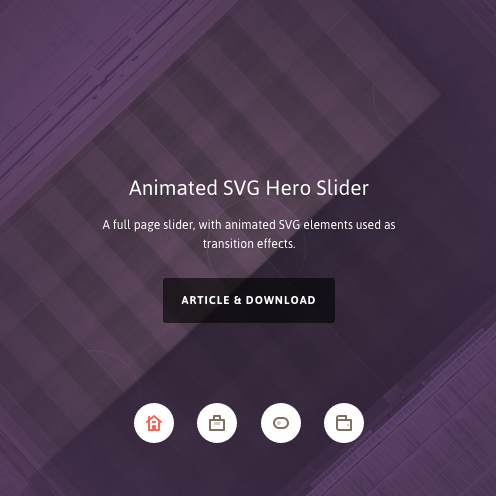 Animated SVG Hero Slider
A full page slider, with animated SVG elements used as
transition effects.
ARTICLE & DOWNLOAD